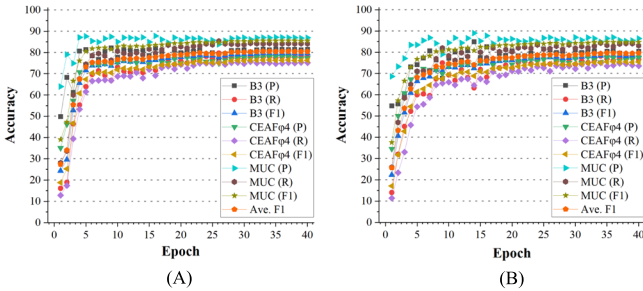 100
90
80
70
60
50
40
30
20
10
0
Accuracy
0 5 10 15 20 25 30 35 40
Epoch
B3 (P)
B3 (R)
B3 (F1)
CEAFφ4 (P)
CEAFφ4 (R)
CEAFφ4 (F1)
MUC (P)
MUC (R)
MUC (F1)
Ave. F1
(A)
100
90
80
70
60
50
40
30
20
10
0
Accuracy
0 5 10 15 20 25 30 35 40
Epoch
B3 (P)
B3 (R)
B3 (F1)
CEAFφ4 (P)
CEAFφ4 (R)
CEAFφ4 (F1)
MUC (P)
MUC (R)
MUC (F1)
Ave. F1
(B)